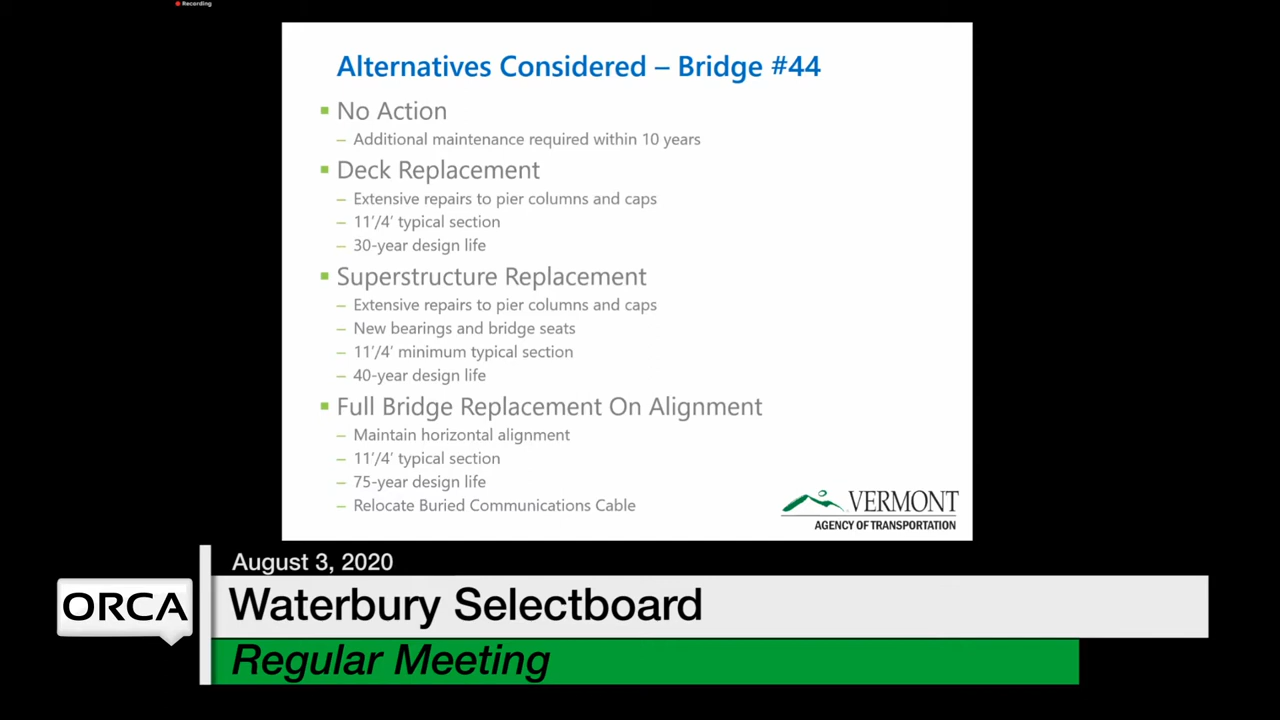 Recording
Alternatives Considered – Bridge #44
No Action
– Additional maintenance required within 10 years
Deck Replacement
– Extensive repairs to pier columns and caps
– 11'/4' typical section
– 30-year design life
Superstructure Replacement
– Extensive repairs to pier columns and caps
– New bearings and bridge seats
– 11'/4' minimum typical section
– 40-year design life
Full Bridge Replacement On Alignment
– Maintain horizontal alignment
– 11'/4' typical section
– 75-year design life
– Relocate Buried Communications Cable
VERMONT
AGENCY OF TRANSPORTATION
August 3, 2020
ORCA
Waterbury Selectboard
Regular Meeting